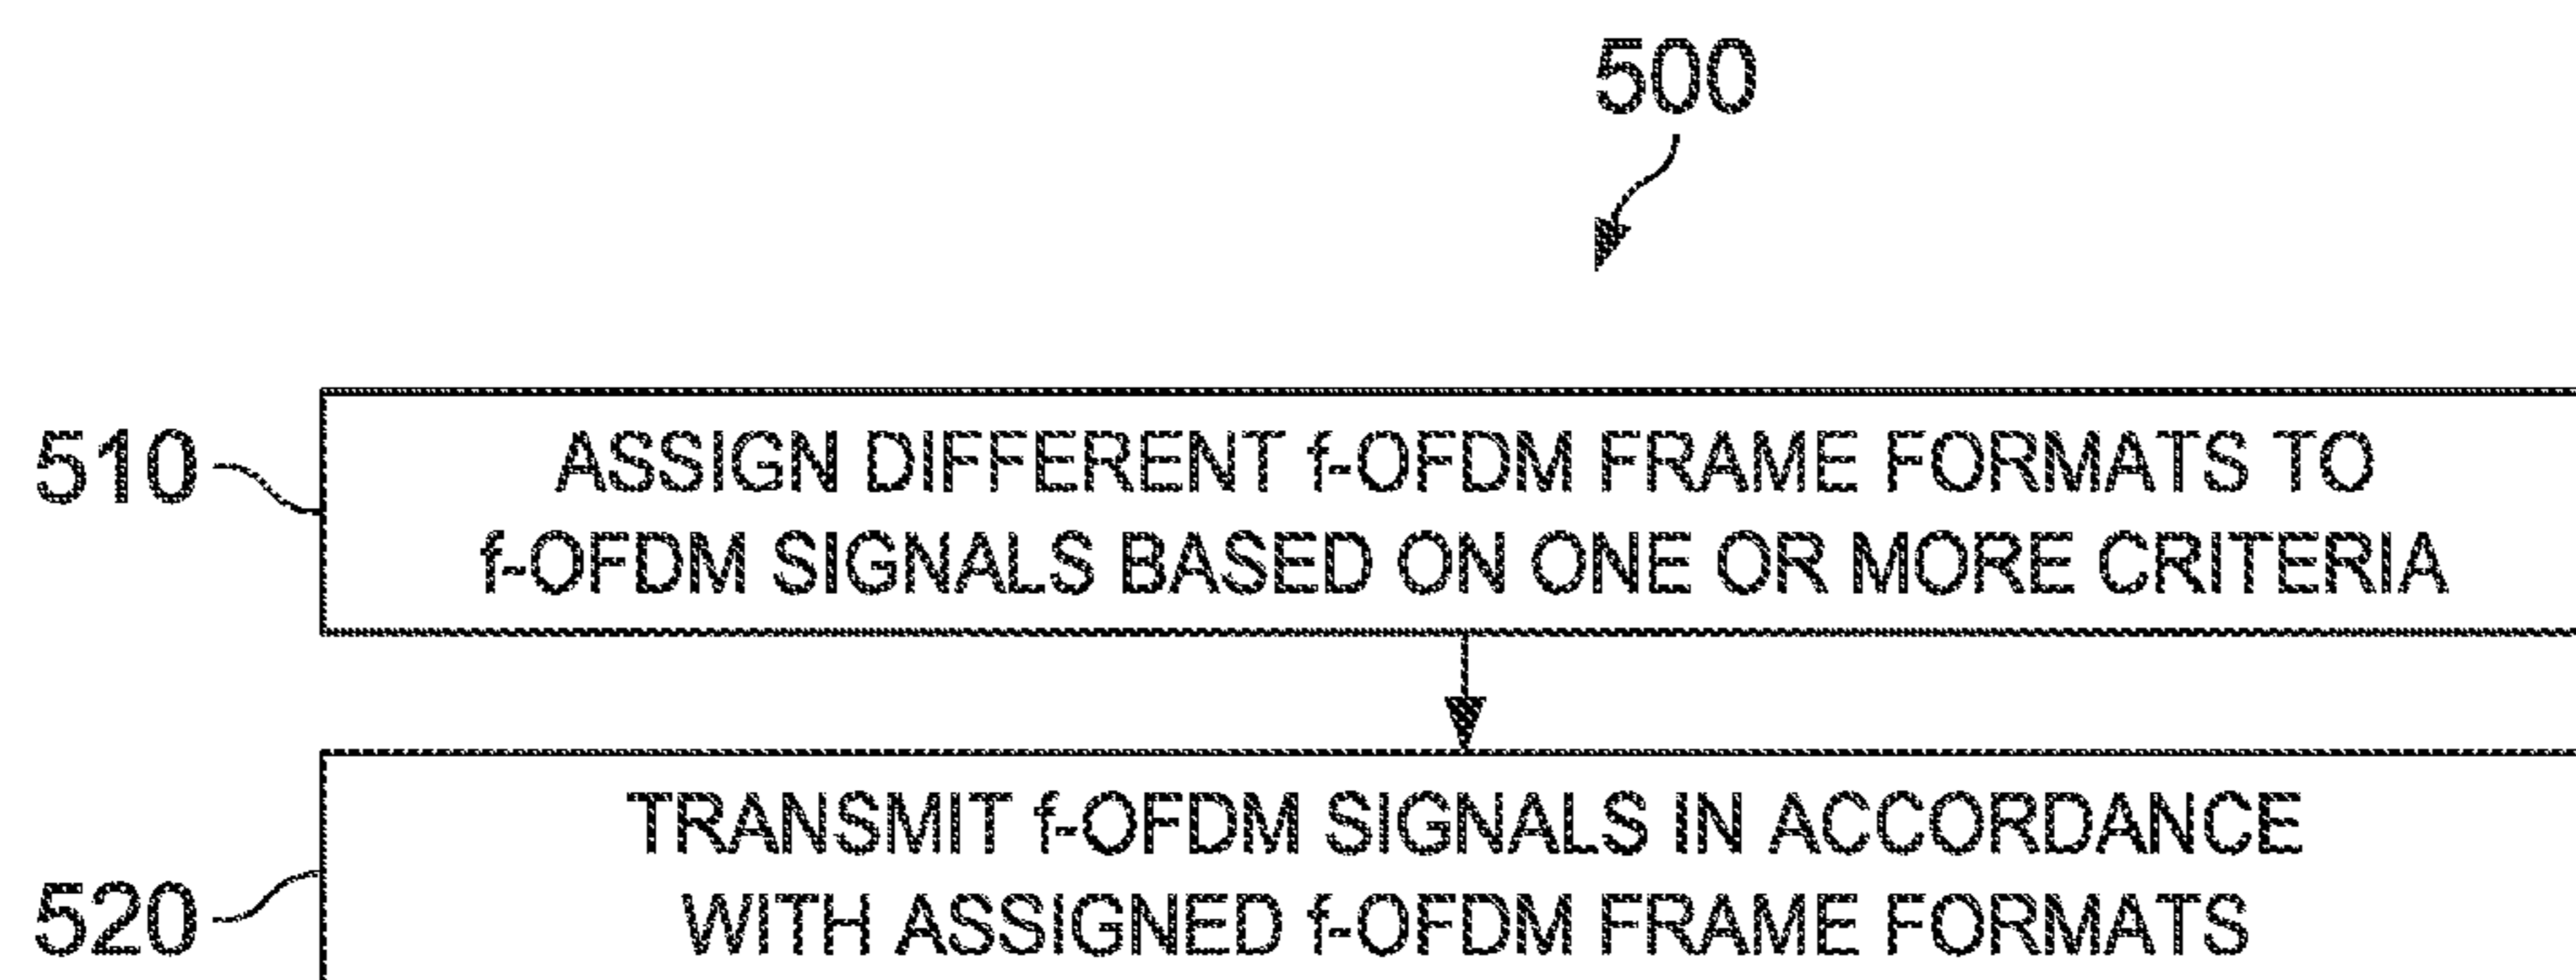 500
510
ASSIGN DIFFERENT f-OFDM FRAME FORMATS TO
f-OFDM SIGNALS BASED ON ONE OR MORE CRITERIA
520
TRANSMIT f-OFDM SIGNALS IN ACCORDANCE
WITH ASSIGNED f-OFDM FRAME FORMATS